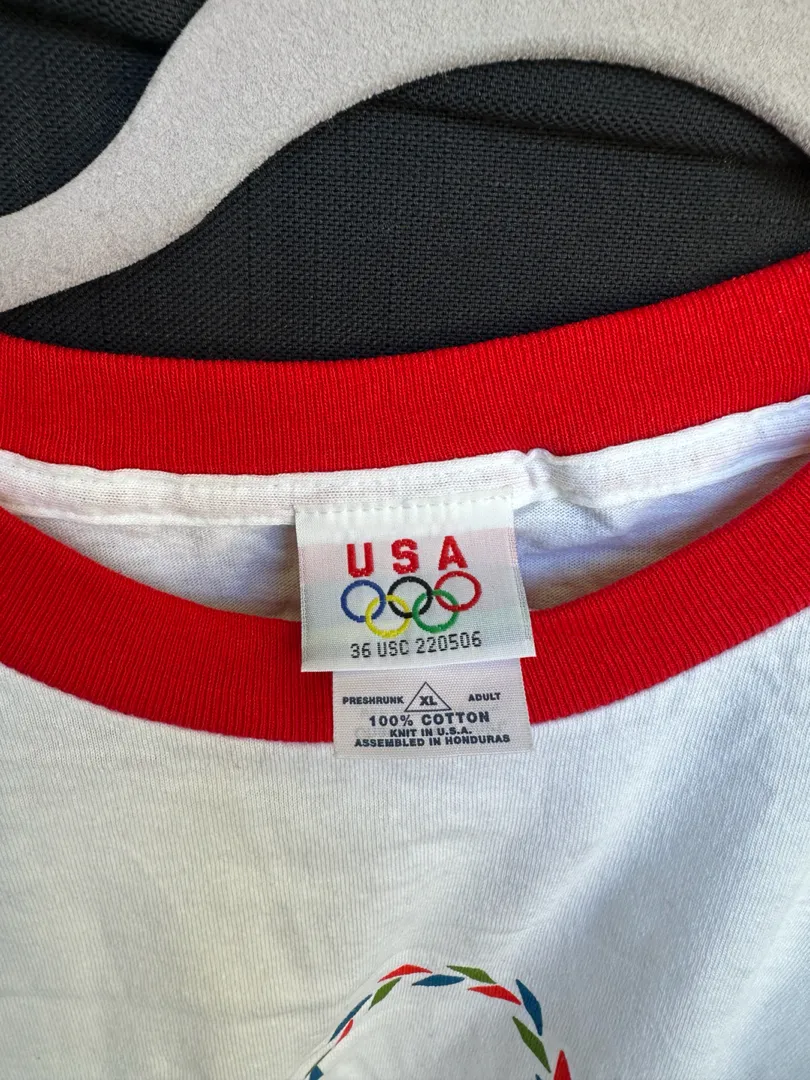 USA
36 USC 220506
PRESHRUNK XL ADULT
100% COTTON
KNIT IN U.S.A.
ASSEMBLED IN HONDURAS